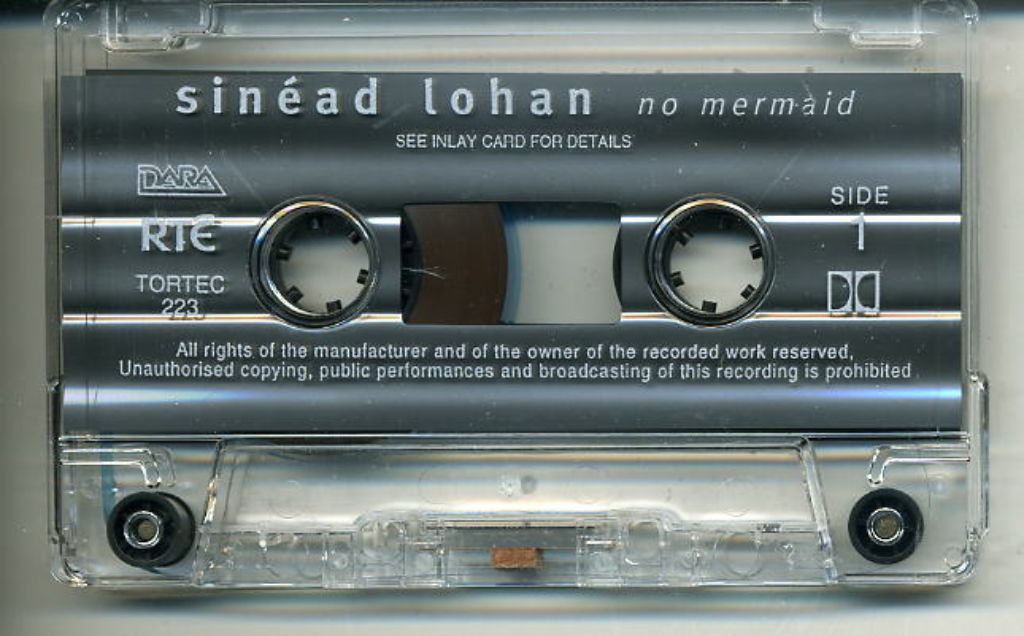 sinéad lohan no mermaid
SEE INLAY CARD FOR DETAILS
DARA
RTE
TORTEC
223
SIDE
1
All rights of the manufacturer and of the owner of the recorded work reserved,
Unauthorised copying, public performances and broadcasting of this recording is prohibited